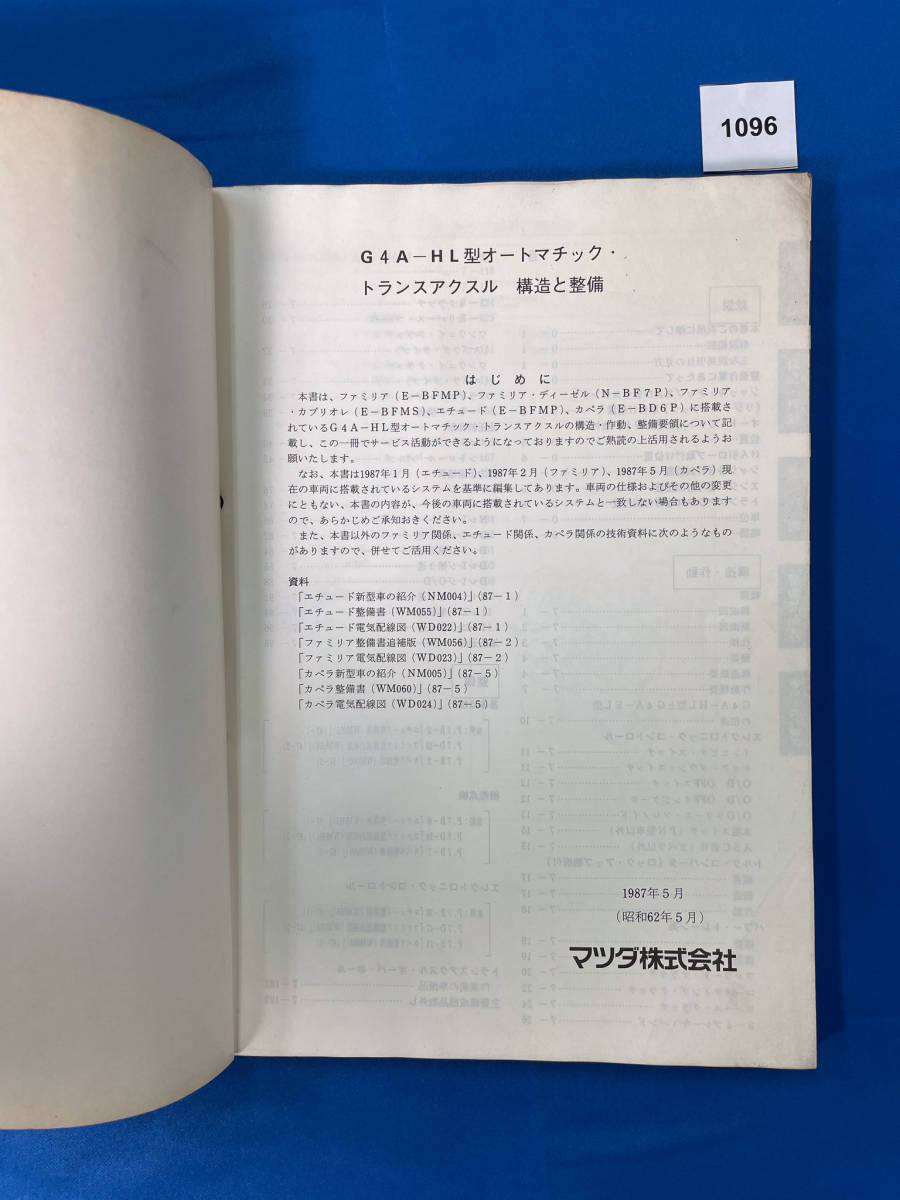 1096
G4A-HL型オートマチック・
トランスアクスル 構造と整備
はじめに
本書は、ファミリア(E-BFMP)、ファミリア・ディーゼル(N-BF7P)、ファミリア
・カブリオレ(E-BFMS)、エチュード(E-BFMP)、カペラ(E-BD6P)に搭載さ
れているG4A-HL型オートマチック・トランスアクスルの構造・作動、整備要領について記
載し、この一冊でサービス活動ができるようになっておりますのでご熟読の上活用されるようお
願いたします。
なお、本書は1987年1月(エチュード)、1987年2月(ファミリア)、1987年5月(カペラ)現
在の車両に搭載されているシステムを基準に編集してあります。車両の仕様およびその他の変更
にともない、本書の内容が、今後の車両に搭載されているシステムと一致しない場合もあります
ので、あらかじめご承知おきください。
また、本書以外のファミリア関係、エチュード関係、カペラ関係の技術資料に次のようなもの
がありますので、併せてご活用ください。
資料
「エチュード新型車の紹介(NM004)」(87-1)
「エチュード整備書(WM055)」(87-1)
「エチュード電気配線図(WD022)」(87-1)
「ファミリア整備書追補版(WM056)」(87-2)
「ファミリア電気配線図(WD023)」(87-2)
「カペラ新型車の紹介(NM005)」(87-5)
「カペラ整備書(WM060)」(87-5)
「カペラ電気配線図(WD024)」(87-5)
1987年5月
(昭和62年5月)
マツダ株式会社